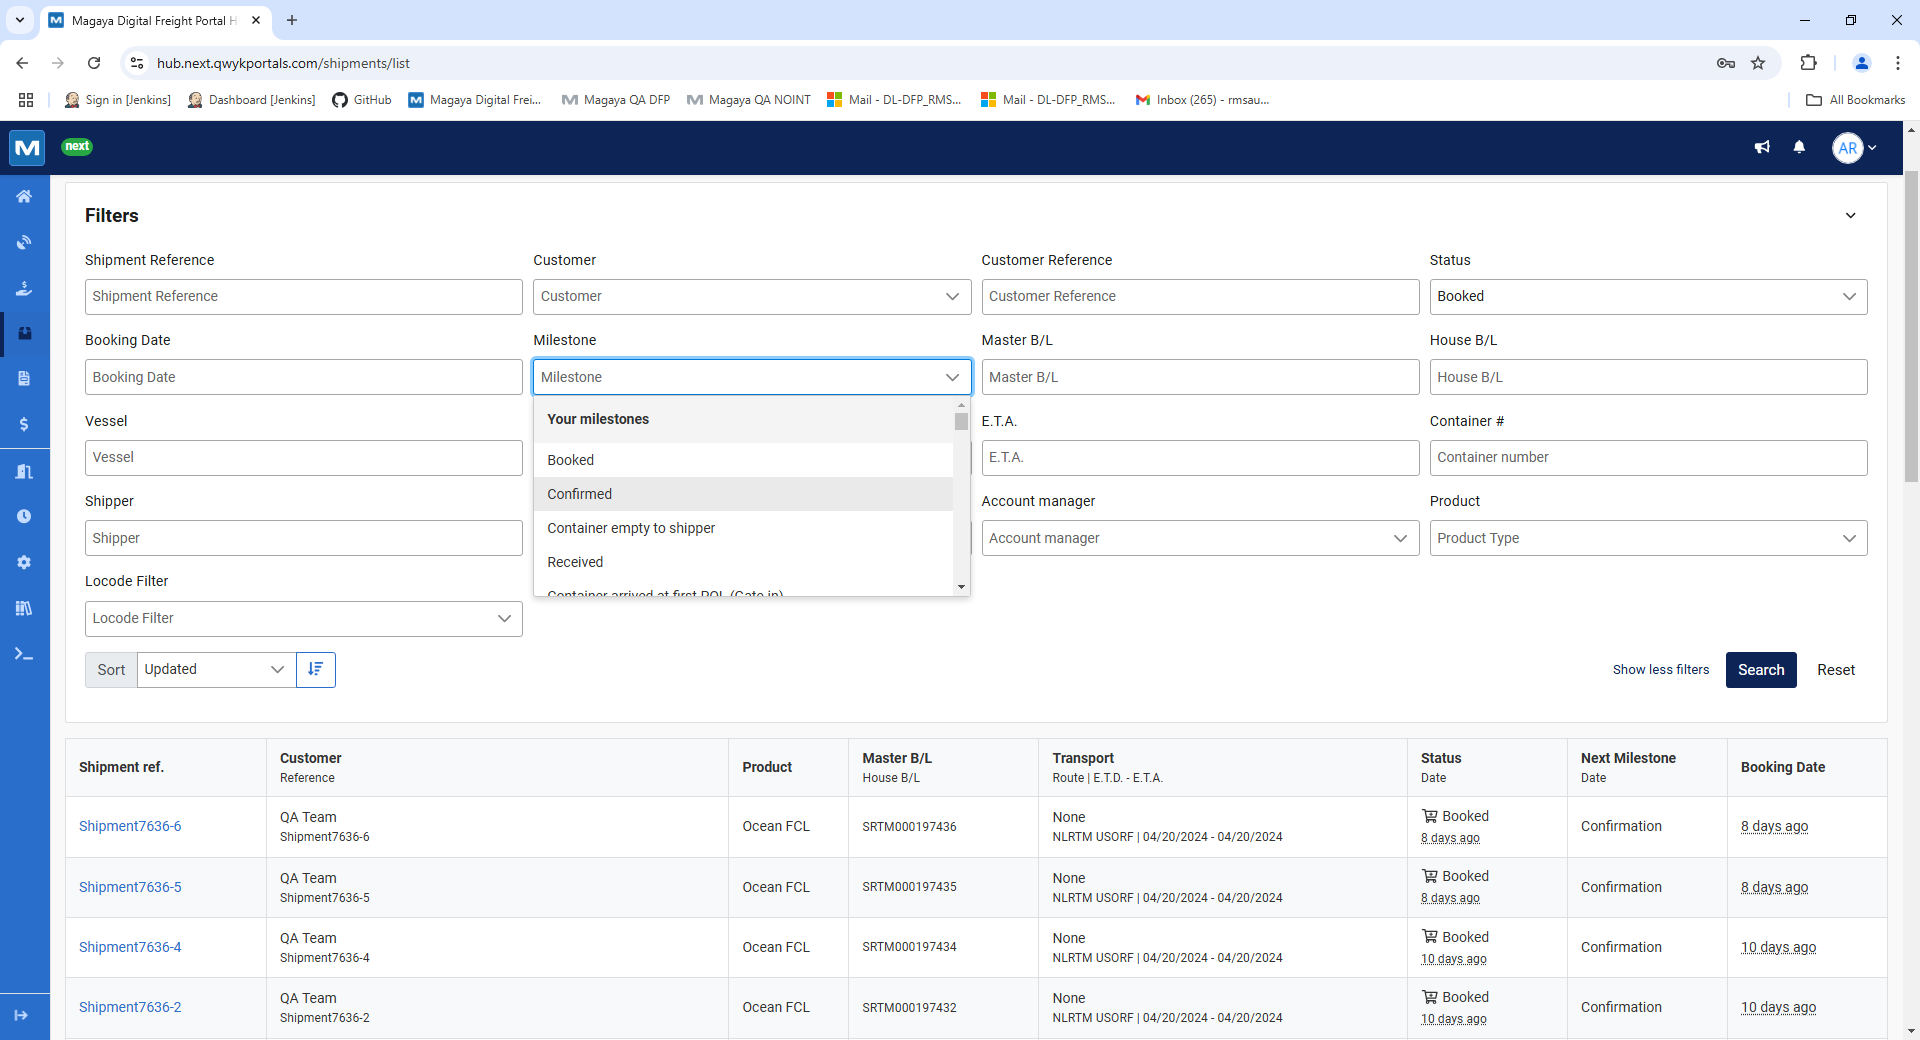 Magaya Digital Freight Portal H
hub.next.qwykportals.com/shipments/list
Sign in [Jenkins]
Dashboard [Jenkins]
GitHub
Magaya Digital Frei...
Magaya QA DFP
Magaya QA NOINT
Mail - DL-DFP_RMS...
Mail - DL-DFP_RMS...
Inbox (265) - rmsau...
All Bookmarks
M
next
AR
Filters
Shipment Reference
Customer
Customer Reference
Status
Shipment Reference
Customer
Customer Reference
Booked
Booking Date
Milestone
Master B/L
House B/L
Booking Date
Milestone
Master B/L
House B/L
Your milestones
Booked
Confirmed
Container empty to shipper
Received
Container arrived at first POL (Gate in)
Vessel
E.T.A.
Container #
Vessel
E.T.A.
Container number
Shipper
Account manager
Product
Shipper
Account manager
Product Type
Locode Filter
Locode Filter
Sort
Updated
Show less filters
Search
Reset
Shipment ref.
Customer
Reference
Product
Master B/L
House B/L
Transport
Route | E.T.D. - E.T.A.
Status
Date
Next Milestone
Date
Booking Date
Shipment7636-6
QA Team
Shipment7636-6
Ocean FCL
SRTM000197436
None
NLRTM USORF | 04/20/2024 - 04/20/2024
Booked
8 days ago
Confirmation
8 days ago
Shipment7636-5
QA Team
Shipment7636-5
Ocean FCL
SRTM000197435
None
NLRTM USORF | 04/20/2024 - 04/20/2024
Booked
8 days ago
Confirmation
8 days ago
Shipment7636-4
QA Team
Shipment7636-4
Ocean FCL
SRTM000197434
None
NLRTM USORF | 04/20/2024 - 04/20/2024
Booked
10 days ago
Confirmation
10 days ago
Shipment7636-2
QA Team
Shipment7636-2
Ocean FCL
SRTM000197432
None
NLRTM USORF | 04/20/2024 - 04/20/2024
Booked
10 days ago
Confirmation
10 days ago